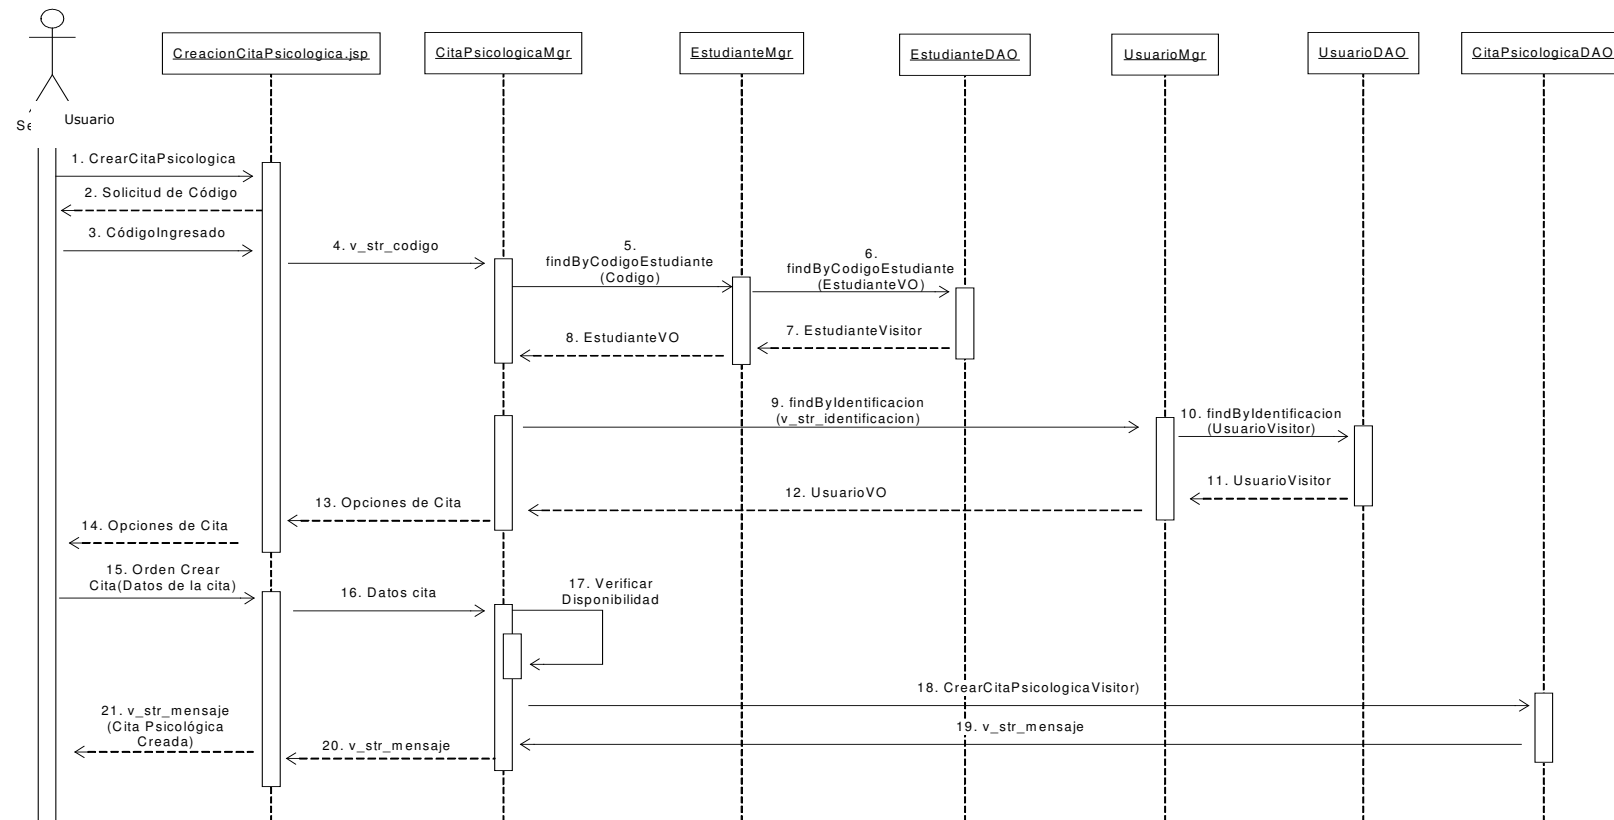 CreacionCitaPsicologica.jsp
CitaPsicologicaMgr
EstudianteMgr
EstudianteDAO
UsuarioMgr
UsuarioDAO
CitaPsicologicaDAO
Usuario
1. CrearCitaPsicologica
2. Solicitud de Código
3. CódigoIngresado
4. v_str_codigo
5.
findByCodigoEstudiante
(Codigo)
6.
findByCodigoEstudiante
(EstudianteVO)
7. EstudianteVisitor
8. EstudianteVO
9. findByIdentificacion
(v_str_identificacion)
10. findByIdentificacion
(UsuarioVisitor)
11. UsuarioVisitor
12. UsuarioVO
13. Opciones de Cita
14. Opciones de Cita
15. Orden Crear
Cita(Datos de la cita)
16. Datos cita
17. Verificar
Disponibilidad
18. CrearCitaPsicologicaVisitor)
19. v_str_mensaje
20. v_str_mensaje
21. v_str_mensaje
(Cita Psicológica
Creada)